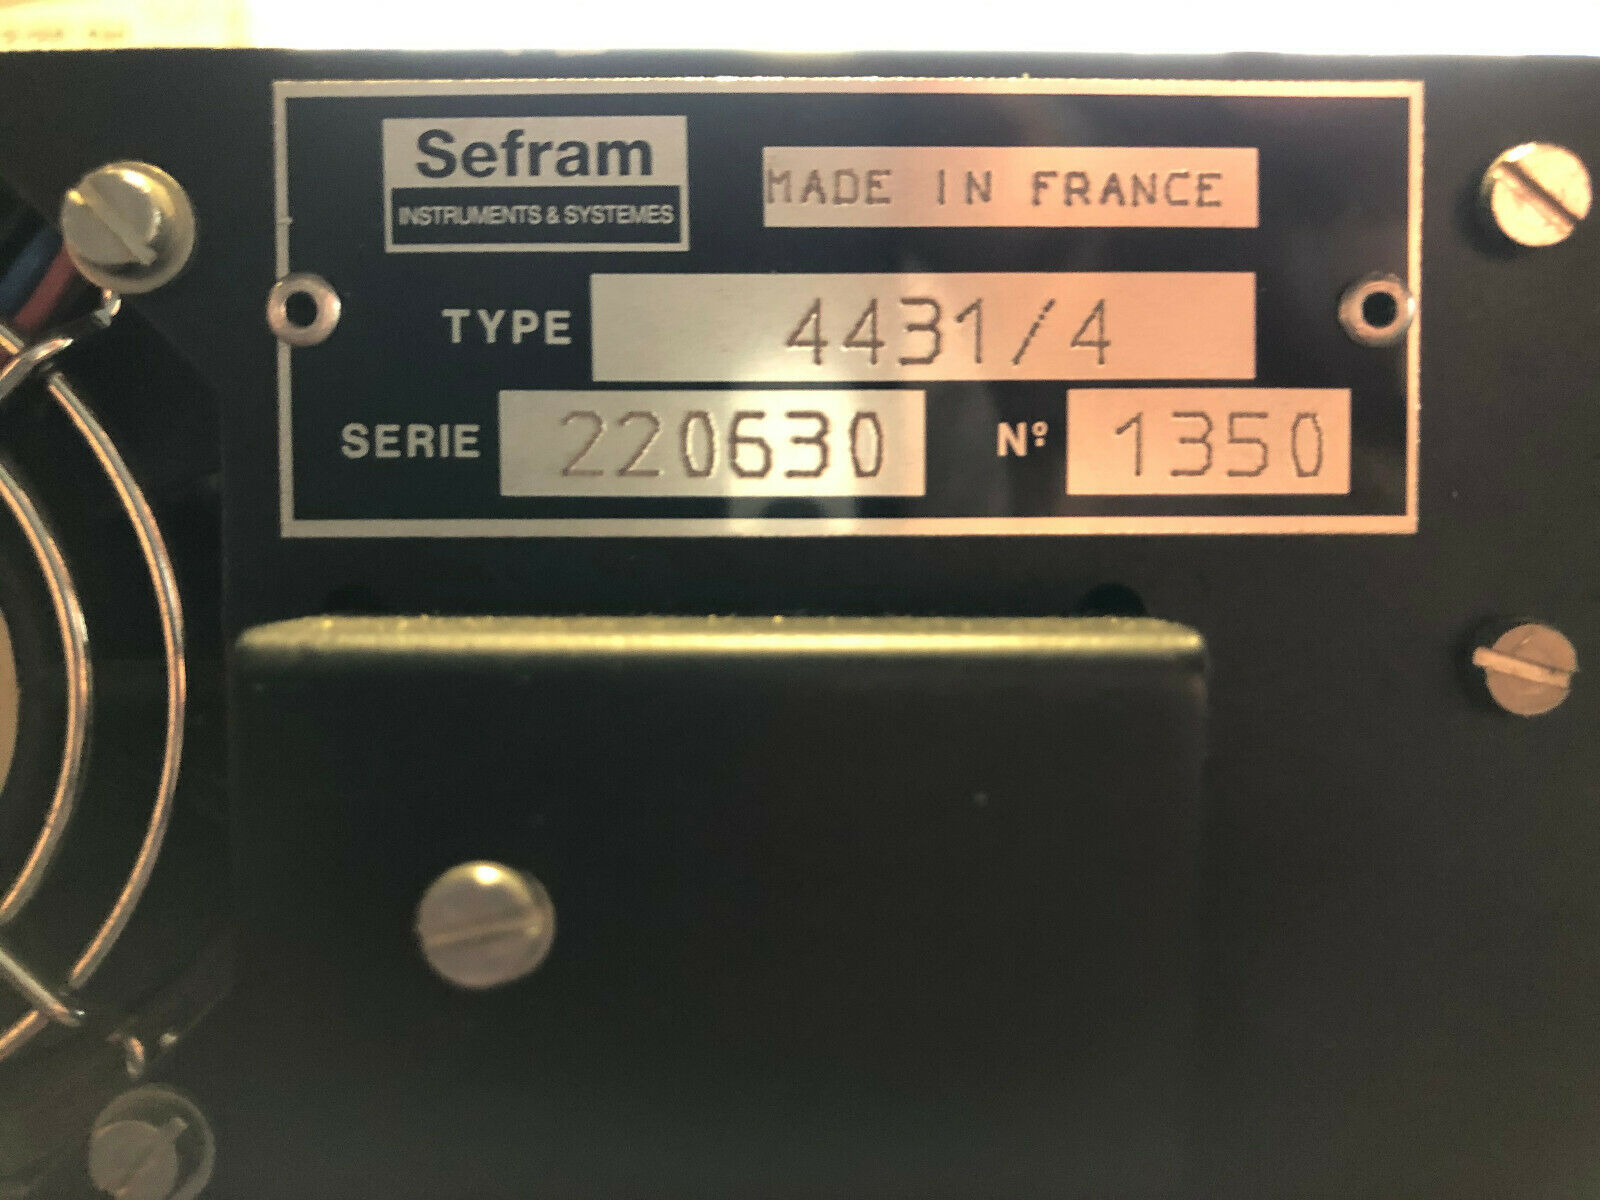 Sefram
INSTRUMENTS & SYSTEMES
MADE IN FRANCE
TYPE 4431/4
SERIE 220630 Nº 1350